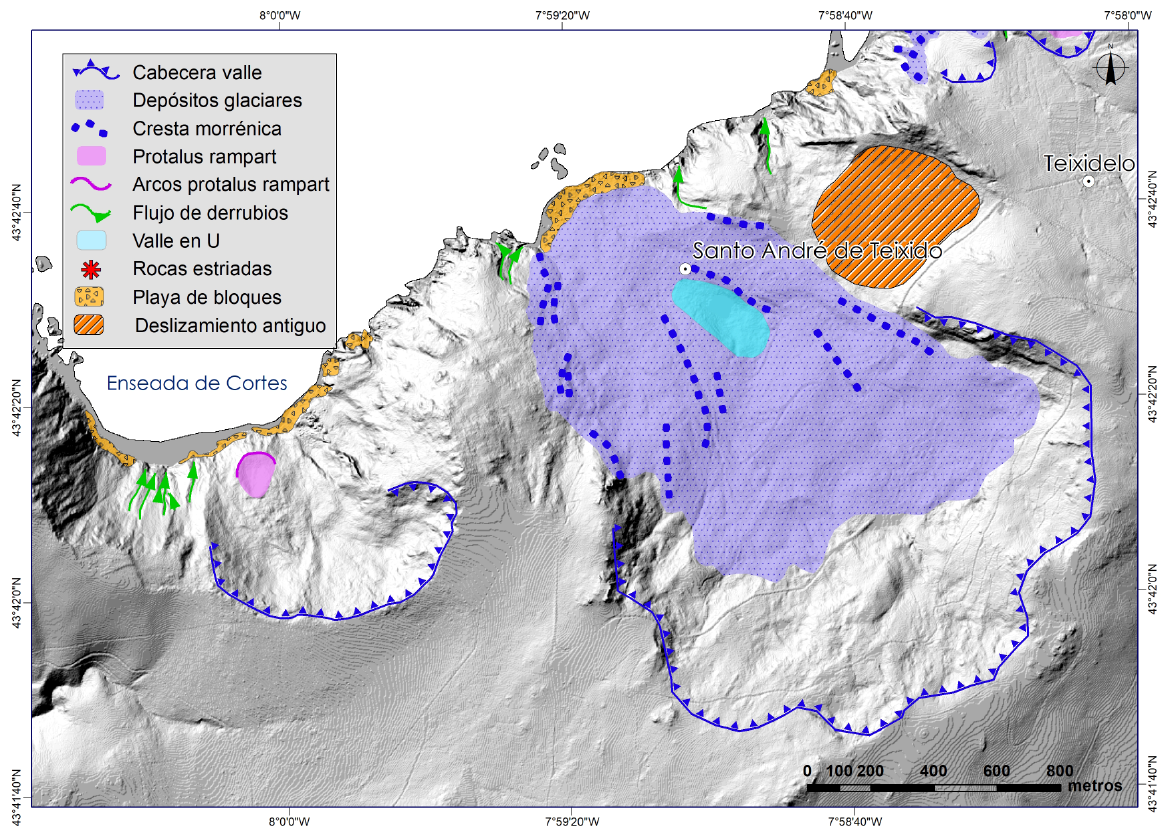 8°0'0"W 7°59'20"W 7°58'40"W 7°58'0"W
Cabecera valle
Depósitos glaciares
Cresta morrénica
Protalus rampart
Arcos protalus rampart
Flujo de derrubios
Valle en U
Rocas estriadas
Playa de bloques
Deslizamiento antiguo
N
Teixidelo
Santo André de Teixido
Enseada de Cortes
43°42'40"N
43°42'40"N
43°42'20"N
43°42'20"N
43°42'0"N
43°42'0"N
43°41'40"N
43°41'40"N
0 100 200 400 600 800
metros
8°0'0"W 7°59'20"W 7°58'40"W